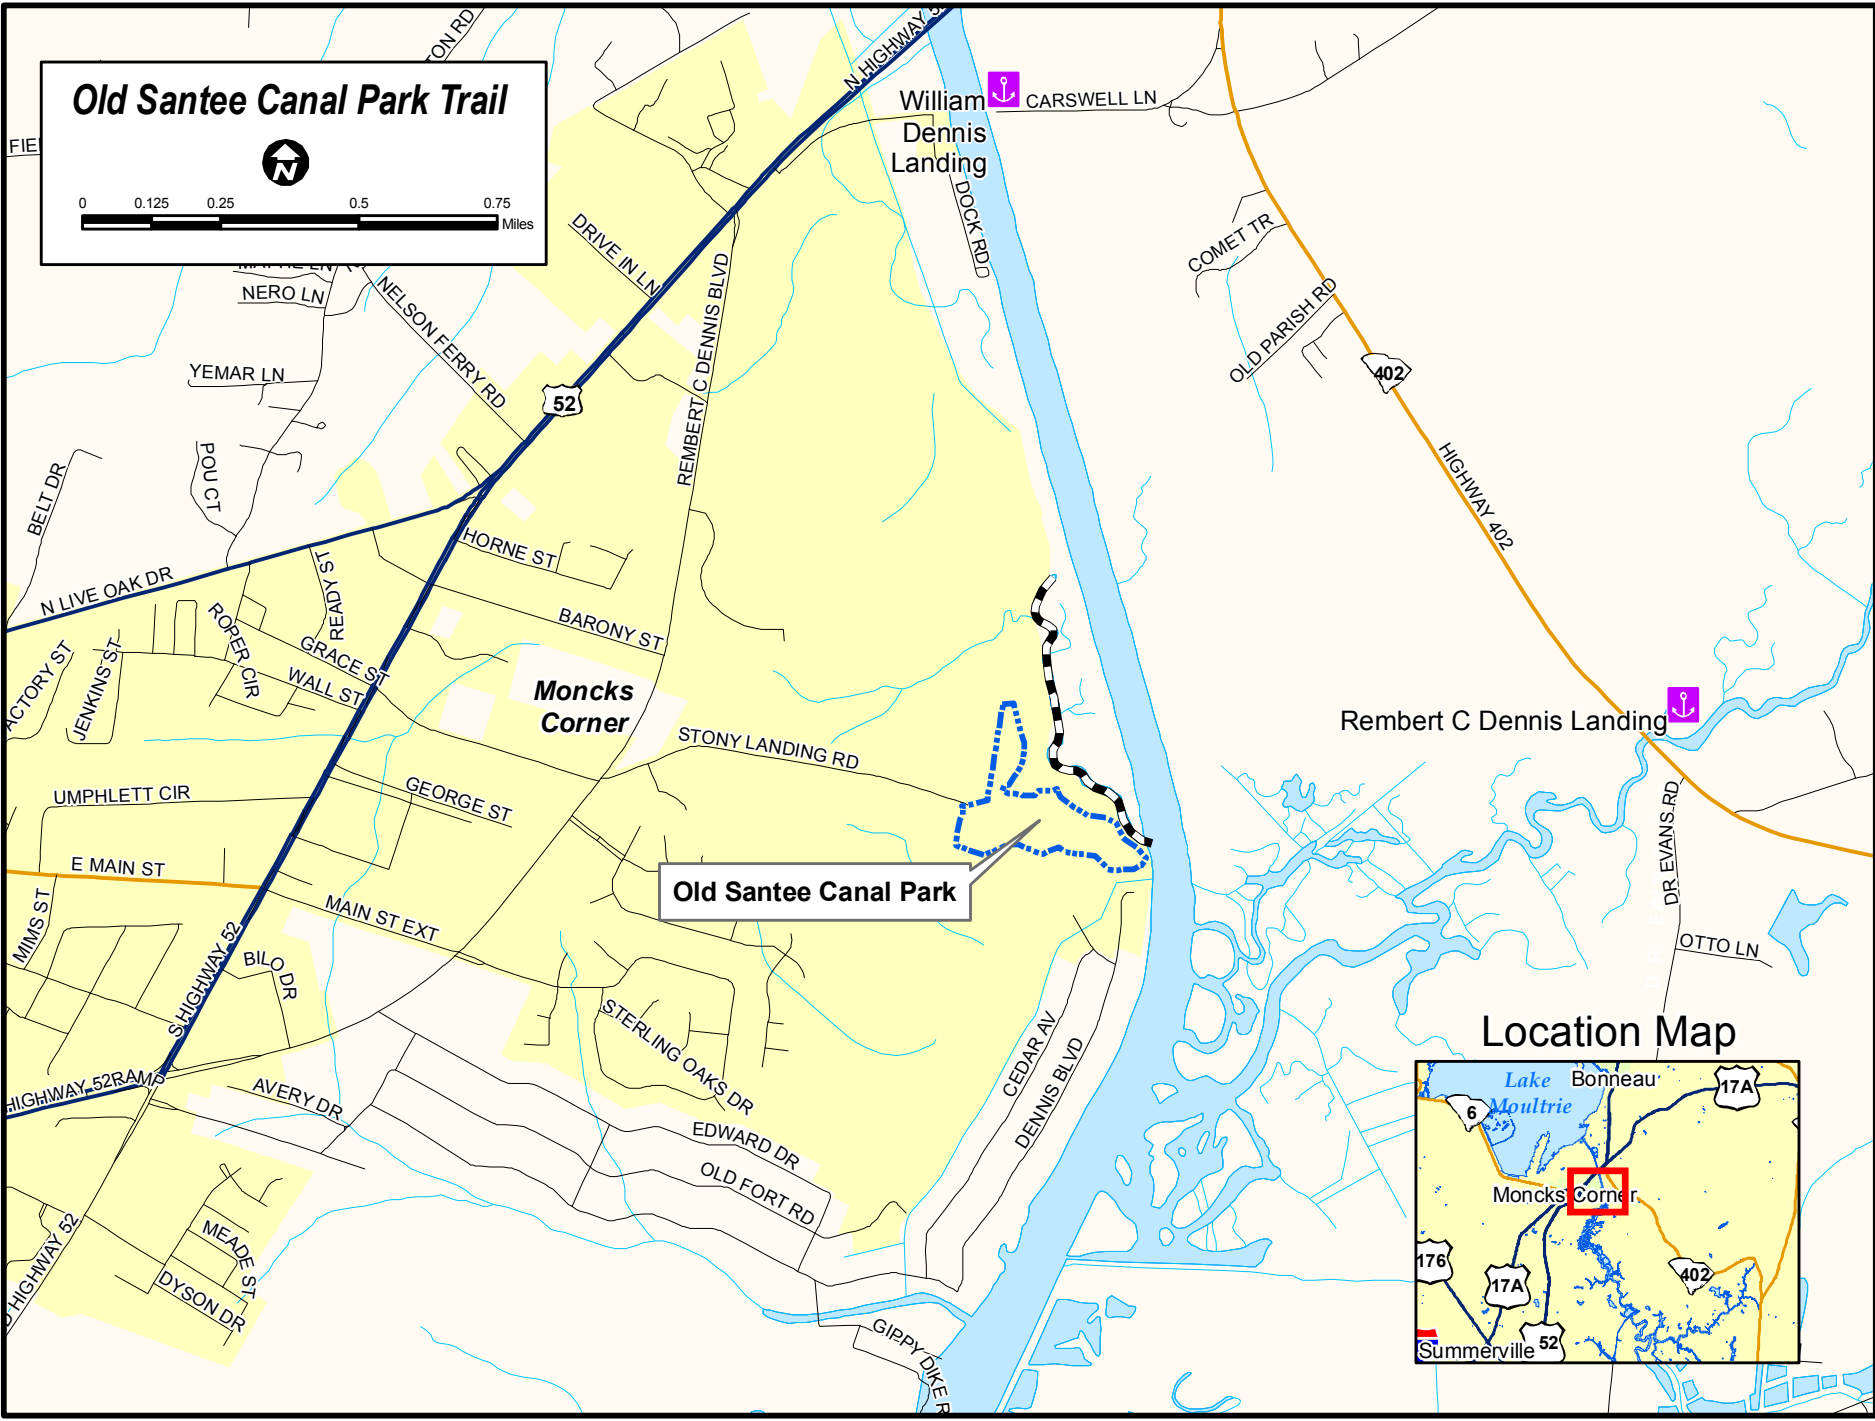 Old Santee Canal Park Trail
N
0 0.125 0.25 0.5 0.75
Miles
TON RD
N HIGHWAY 5
William
Dennis
Landing
CARSWELL LN
FIE
DOCK RD
DRIVE IN LN
COMET TR
NERO LN
NELSON FERRY RD
REMBERT C DENNIS BLVD
OLD PARISH RD
YEMAR LN
52
402
POU CT
BELT DR
HIGHWAY 402
HORNE ST
N LIVE OAK DR
READY ST
BARONY ST
ROPER CIR
GRACE ST
WALL ST
ACTORY ST
JENKINS ST
Moncks
Corner
Rembert C Dennis Landing
STONY LANDING RD
UMPHLETT CIR
GEORGE ST
DR EVANS RD
E MAIN ST
Old Santee Canal Park
MIMS ST
MAIN ST EXT
S HIGHWAY 52
BILO DR
OTTO LN
STERLING OAKS DR
CEDAR AV
DENNIS BLVD
HIGHWAY 52RAMP
AVERY DR
EDWARD DR
OLD FORT RD
MEADE ST
DYSON DR
D HIGHWAY 52
GIPPY DIKE R
Location Map
Lake
Moultrie
Bonneau
17A
6
Moncks Corner
176
17A
402
52
Summerville